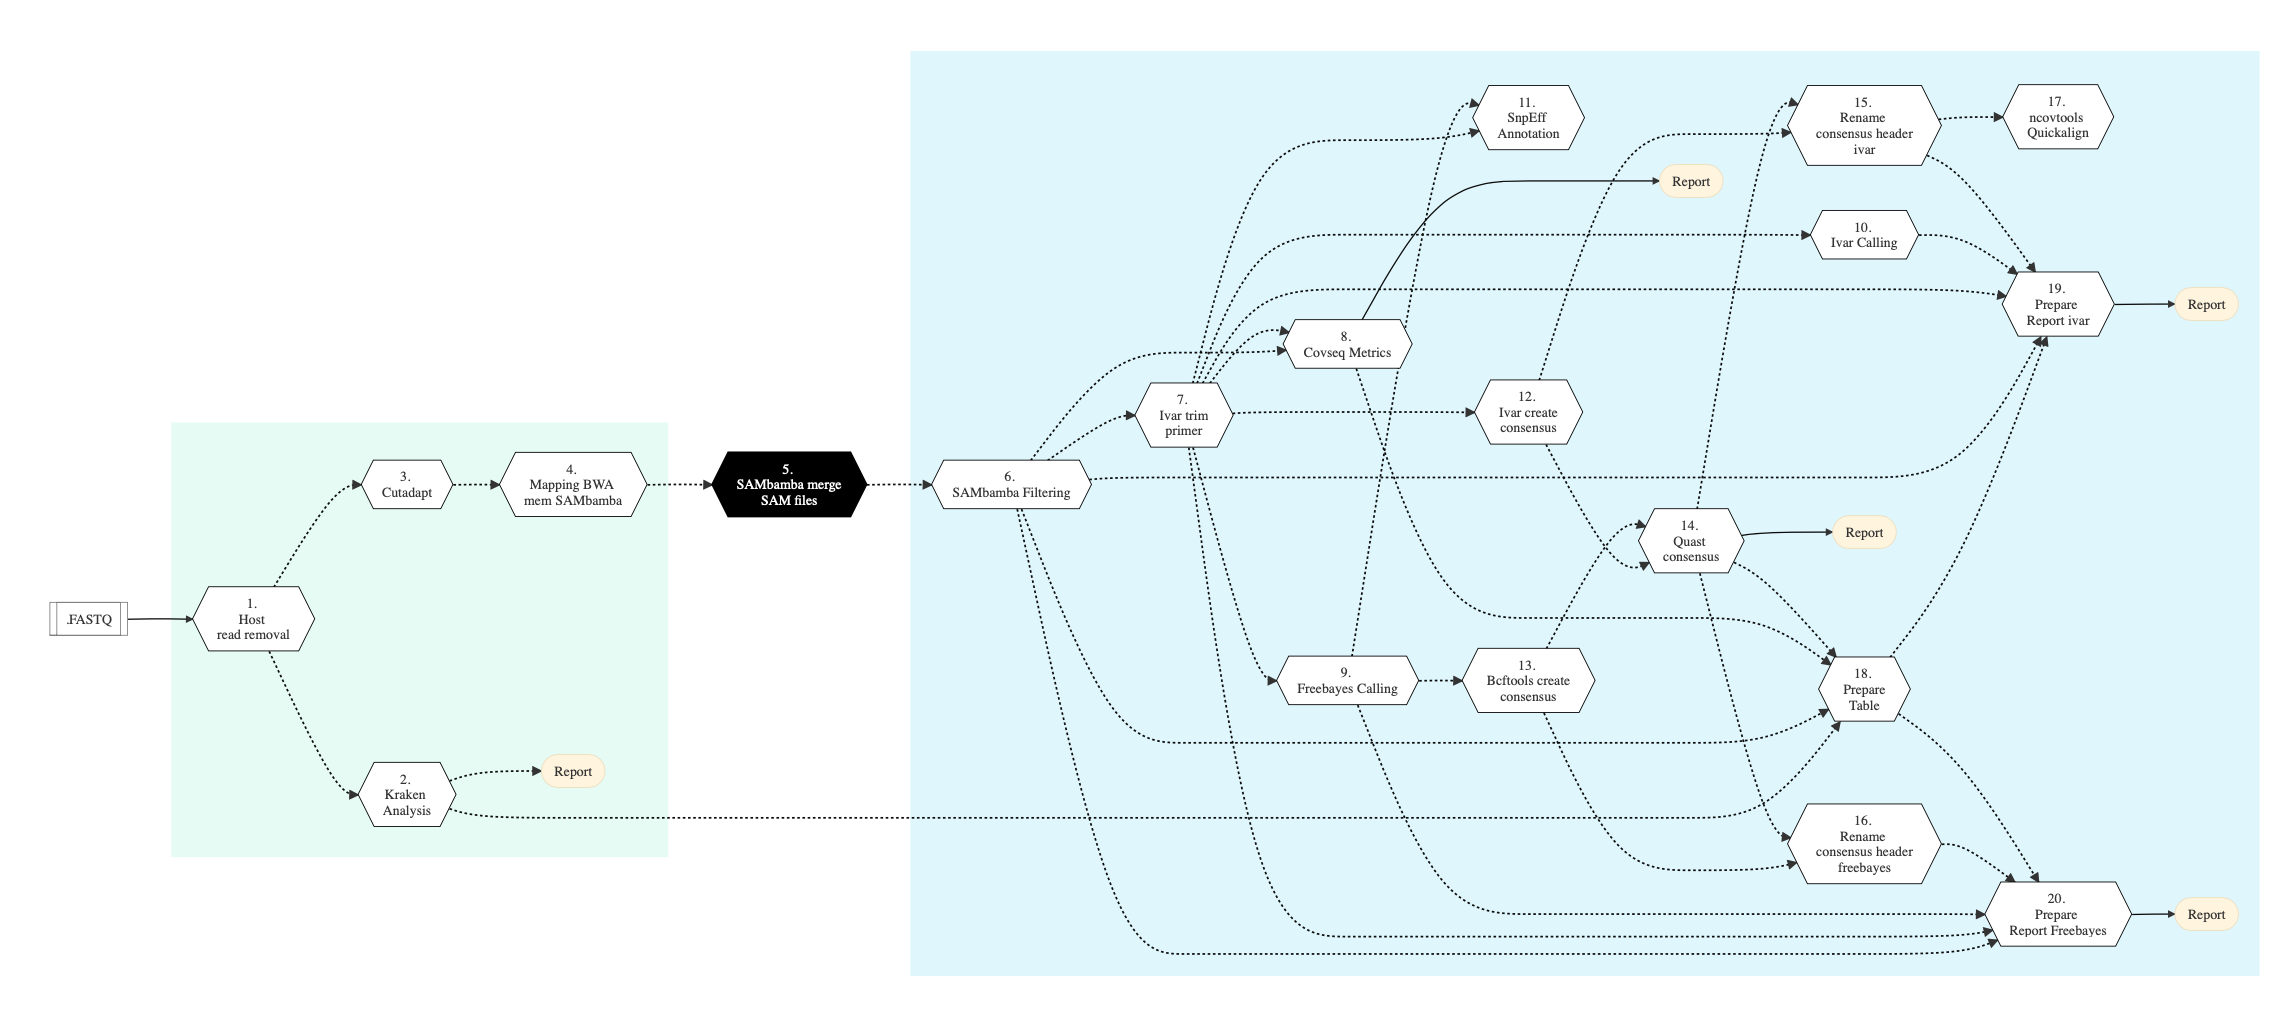 .FASTQ
1.
Host
read removal
2.
Kraken
Analysis
Report
3.
Cutadapt
4.
Mapping BWA
mem SAMbamba
5.
SAMbamba merge
SAM files
6.
SAMbamba Filtering
7.
Ivar trim
primer
8.
Covseq Metrics
Report
9.
Freebayes Calling
10.
Ivar Calling
11.
SnpEff
Annotation
12.
Ivar create
consensus
13.
Bcftools create
consensus
14.
Quast
consensus
Report
15.
Rename
consensus header
ivar
16.
Rename
consensus header
freebayes
17.
ncovtools
Quickalign
18.
Prepare
Table
19.
Prepare
Report ivar
Report
20.
Prepare
Report Freebayes
Report